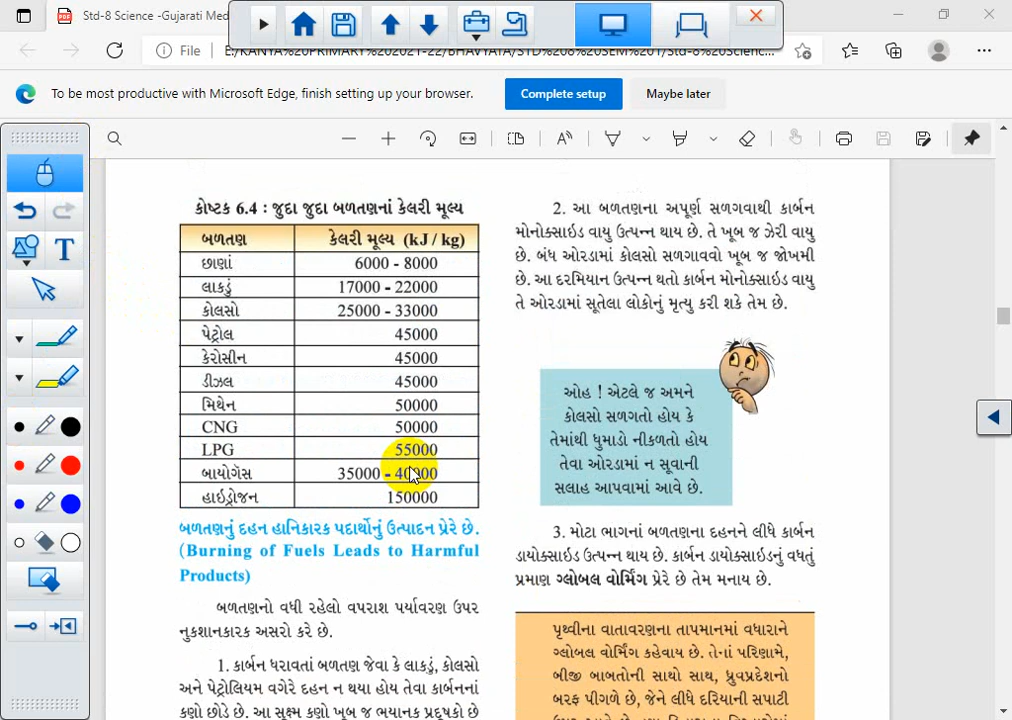 Std-8 Science -Gujarati Med
File
To be most productive with Microsoft Edge, finish setting up your browser.
Complete setup
Maybe later
કોષ્ટક 6.4 : જુદા જુદા બળતણનાં કેલરી મૂલ્ય
બળતણ કેલરી મૂલ્ય (kJ / kg)
છાણાં 6000 - 8000
લાકડું 17000 - 22000
કોલસો 25000 - 33000
પેટ્રોલ 45000
કેરોસીન 45000
ડીઝલ 45000
મિથેન 50000
CNG 50000
LPG 55000
બાયોગૅસ 35000 - 40000
હાઇડ્રોજન 150000
બળતણનું દહન હાનિકારક પદાર્થોનું ઉત્પાદન પ્રેરે છે.
(Burning of Fuels Leads to Harmful
Products)
બળતણનો વધી રહેલો વપરાશ પર્યાવરણ ઉપર
નુકશાનકારક અસરો કરે છે.
1. કાર્બન ધરાવતાં બળતણ જેવા કે લાકડું, કોલસો
અને પેટ્રોલિયમ વગેરે દહન ન થયા હોય તેવા કાર્બનનાં
કણો છોડે છે. આ સૂક્ષ્મ કણો ખૂબ જ ભયાનક પ્રદૂષકો છે
2. આ બળતણના અપૂર્ણ સળગવાથી કાર્બન
મોનોક્સાઇડ વાયુ ઉત્પન્ન થાય છે. તે ખૂબ જ ઝેરી વાયુ
છે. બંધ ઓરડામાં કોલસો સળગાવવો ખૂબ જ જોખમી
છે. આ દરમિયાન ઉત્પન્ન થતો કાર્બન મોનોક્સાઇડ વાયુ
તે ઓરડામાં સૂતેલા લોકોનું મૃત્યુ કરી શકે તેમ છે.
ઓહ ! એટલે જ અમને
કોલસો સળગતો હોય કે
તેમાંથી ધુમાડો નીકળતો હોય
તેવા ઓરડામાં ન સૂવાની
સલાહ આપવામાં આવે છે.
3. મોટા ભાગનાં બળતણના દહનને લીધે કાર્બન
ડાયોક્સાઇડ ઉત્પન્ન થાય છે. કાર્બન ડાયોક્સાઇડનું વધતું
પ્રમાણ ગ્લોબલ વોર્મિંગ પ્રેરે છે તેમ મનાય છે.
પૃથ્વીના વાતાવરણના તાપમાનમાં વધારાને
ગ્લોબલ વોર્મિંગ કહેવાય છે. તેનાં પરિણામે,
બીજી બાબતોની સાથો સાથ, ધ્રુવપ્રદેશનો
બરફ પીગળે છે, જેને લીધે દરિયાની સપાટી